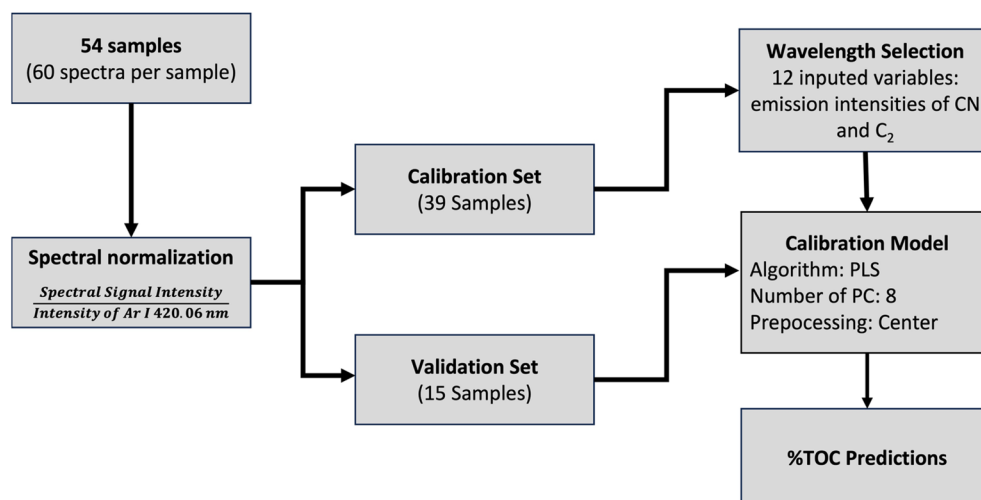 54 samples
(60 spectra per sample)
Spectral normalization
Spectral Signal Intensity
Intensity of Ar I 420.06 nm
Calibration Set
(39 Samples)
Validation Set
(15 Samples)
Wavelength Selection
12 inputed variables:
emission intensities of CN
and C₂
Calibration Model
Algorithm: PLS
Number of PC: 8
Prepocessing: Center
%TOC Predictions